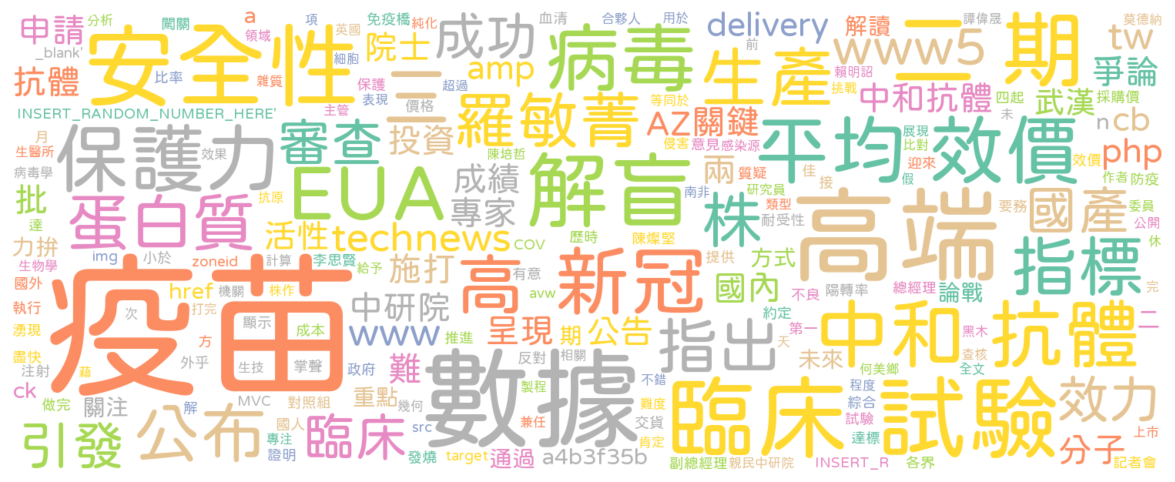 申請
分析
闖關
a
領域
項
英國
免疫橋
純化
院士
成功
血清
合夥人
用於
delivery
解讀
譚偉晟
莫德納
tw
_blank'
安全性
二
病毒
生產
www5
前
三
期
爭論
抗體
比率
雜質
細胞
保護
表現
超過
amp
價格
主管
羅敏菁
等同於
賴明詔
挑戰
中和抗體
四起
未
武漢
採購價
INSERT_RANDOM_NUMBER_HERE'
月
生醫所
病毒學
保護力
效果
審查
投資
陳培哲
AZ
關鍵
侵害
意見
感染源
平均效價
展現
比對
n
cb
php
效價
作者
防疫
批
達
蛋白質
抗原
EUA
成績
專家
解盲
南非
兩
質疑
研究員
株
類型
耐受性
迎來
假
佳
接
高端
要務
國產
委員
公開
休
力拚
生物學
國外
執行
湧現
img
小於
zoneid
活性
計算
李思賢
給予
technews
施打
cov
歷時
陳燦堅
提供
方式
國內
不良
陽轉率
總經理
論戰
指標
完
疫苗
href
機關
株作
打完
次
顯示
成本
中研院
www
avw
有意
高
新冠
推進
呈現
期
公告
約定
第一
天
中和
抗體
黑木
二
盡快
注射
藉
方
外乎
生技
掌聲
政府
難
數據
反對
相關
製程
指出
不錯
未來
何美鄉
查核
全文
ck
做完
關注
解
MVC
對照組
重點
幾何
src
兼任
難度
交貨
肯定
臨床試驗
程度
綜合
試驗
達標
效力
引發
公布
國人
專注
證明
臨床
發燒
target
通過
a4b3f35b
副總經理
親民中研院
INSERT_R
各界
分子
上市
記者會